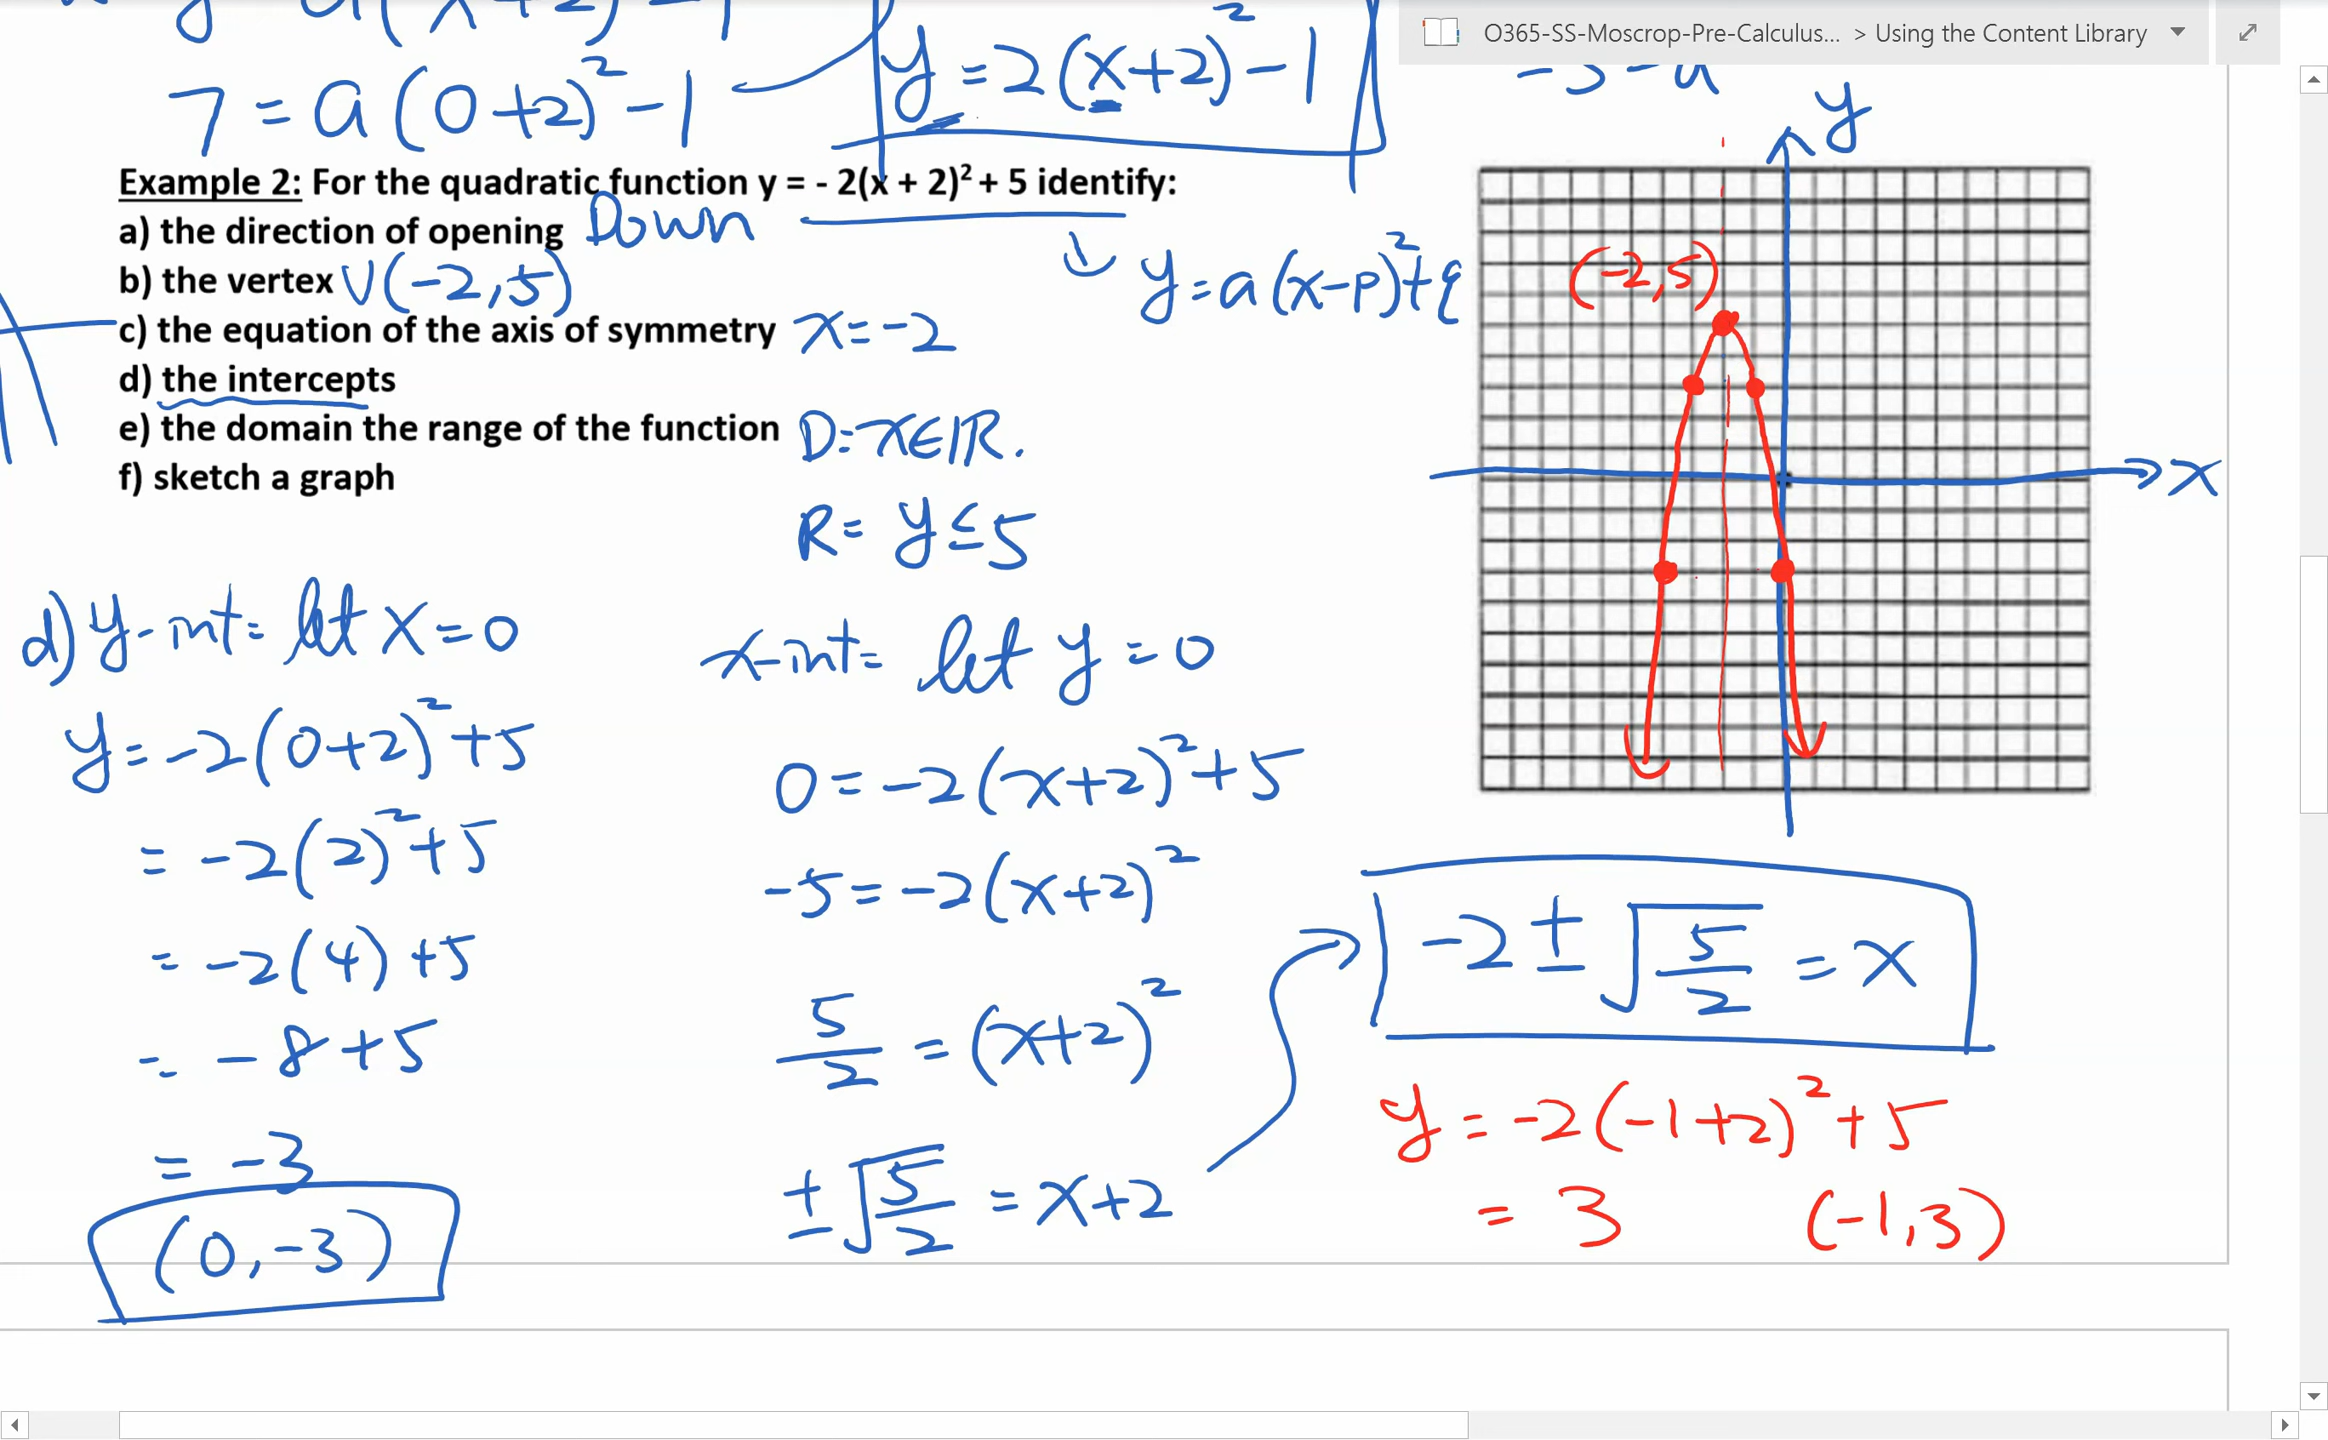 O365-SS-Moscrop-Pre-Calculus... > Using the Content Library
7 = a(0+2)² - 1
y = 2(x+2)² - 1
Example 2: For the quadratic function y = - 2(x + 2)² + 5 identify:
a) the direction of opening Down
b) the vertex V(-2,5)
y = a(x-p)² + q
c) the equation of the axis of symmetry x = -2
d) the intercepts
e) the domain the range of the function D: x∈ℝ.
f) sketch a graph
R= y ≤ 5
y
(-2,5)
x
d) y-int= let x = 0
y = -2(0+2)² + 5
= -2(2)² + 5
= -2(4) + 5
= -8 + 5
= -3
(0, -3)
x-int= let y = 0
0 = -2(x+2)² + 5
-5 = -2(x+2)²
5/2 = (x+2)²
± √5/2 = x+2
-2 ± √5/2 = x
y = -2(-1+2)² + 5
= 3 (-1,3)